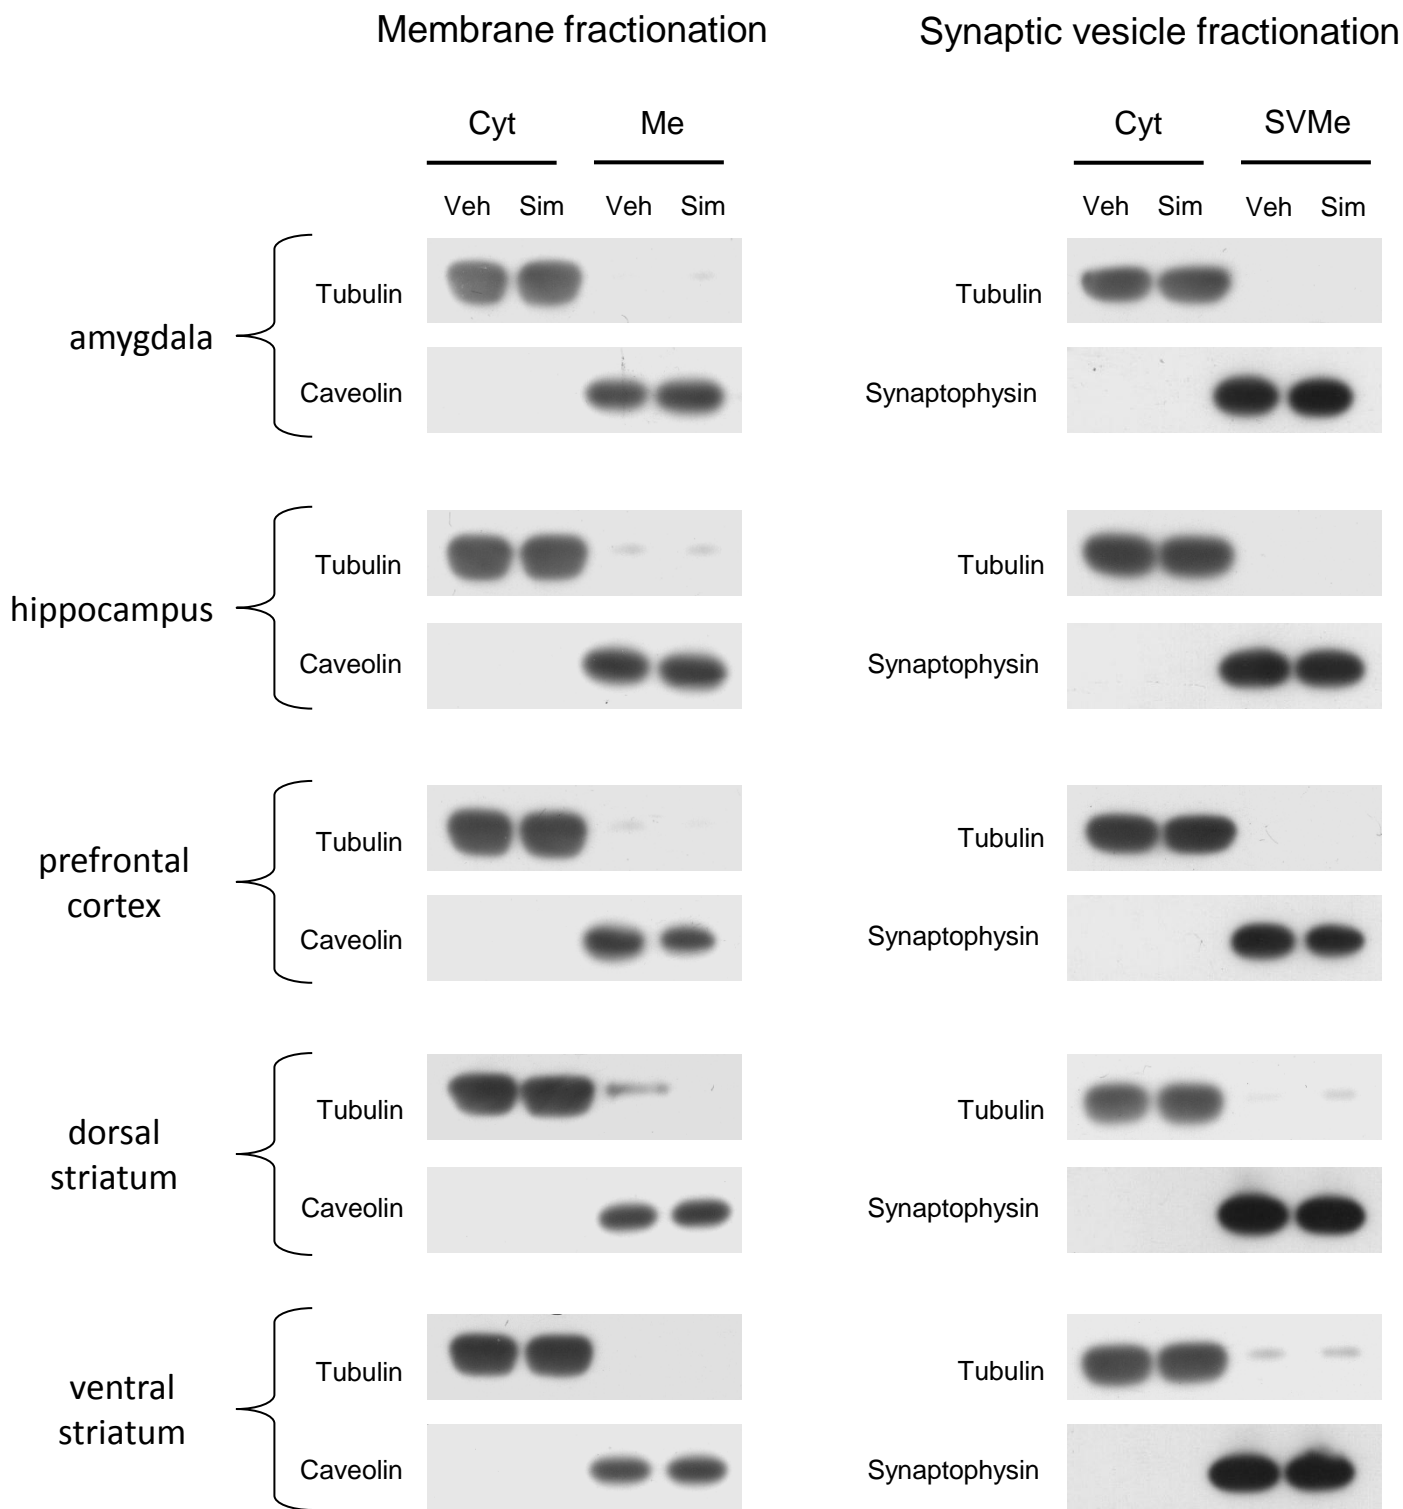 Membrane fractionation
Synaptic vesicle fractionation
Cyt Me
Cyt SVMe
Veh Sim Veh Sim
Veh Sim Veh Sim
amygdala
Tubulin
Tubulin
Caveolin
Synaptophysin
hippocampus
Tubulin
Tubulin
Caveolin
Synaptophysin
prefrontal
cortex
Tubulin
Tubulin
Caveolin
Synaptophysin
dorsal
striatum
Tubulin
Tubulin
Caveolin
Synaptophysin
ventral
striatum
Tubulin
Tubulin
Caveolin
Synaptophysin